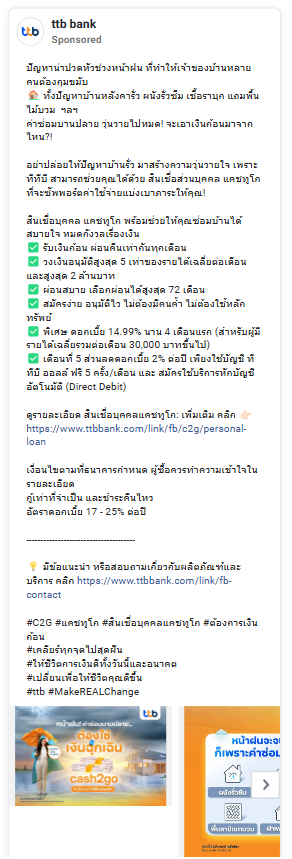 ttb bank
Sponsored
ปัญหาน่าปวดหัวช่วงหน้าฝน ที่ทำให้เจ้าของบ้านหลาย
คนต้องกุมขมับ
🏠 ทั้งปัญหาบ้านหลังคารั่ว ผนังรั่วซึม เชื้อราบุก แถมพื้น
ไม้บวม ฯลฯ
ค่าซ่อมบานปลาย วุ่นวายไปหมด! จะเอาเงินก้อนมาจาก
ไหน?!
อย่าปล่อยให้ปัญหาบ้านรั่ว มาสร้างความวุ่นวายใจ เพราะ
ทีทีบี สามารถช่วยคุณได้ด้วย สินเชื่อส่วนบุคคล แคชทูโก
ที่จะซัพพอร์ตค่าใช้จ่ายแบ่งเบาภาระให้คุณ!
สินเชื่อบุคคล แคชทูโก พร้อมช่วยให้คุณซ่อมบ้านได้
สบายใจ หมดกังวลเรื่องเงิน
✅ รับเงินก้อน ผ่อนคืนเท่ากันทุกเดือน
✅ วงเงินอนุมัติสูงสุด 5 เท่าของรายได้เฉลี่ยต่อเดือน
และสูงสุด 2 ล้านบาท
✅ ผ่อนสบาย เลือกผ่อนได้สูงสุด 72 เดือน
✅ สมัครง่าย อนุมัติไว ไม่ต้องมีคนค้ำ ไม่ต้องใช้หลัก
ทรัพย์
✅ พิเศษ ดอกเบี้ย 14.99% นาน 4 เดือนแรก (สำหรับผู้มี
รายได้เฉลี่ยรวมต่อเดือน 30,000 บาทขึ้นไป)
✅ เดือนที่ 5 ส่วนลดดอกเบี้ย 2% ต่อปี เพียงใช้บัญชี ที
ทีบี ออลล์ ฟรี 5 ครั้ง/เดือน และ สมัครใช้บริการหักบัญชี
อัตโนมัติ (Direct Debit)
ดูรายละเอียด สินเชื่อบุคคลแคชทูโก: เพิ่มเติม คลิก 👉🏻
https://www.ttbbank.com/link/fb/c2g/personal-
loan
เงื่อนไขตามที่ธนาคารกำหนด ผู้ซื้อควรทำความเข้าใจใน
รายละเอียด
กู้เท่าที่จำเป็น และชำระคืนไหว
อัตราดอกเบี้ย 17 - 25% ต่อปี
--------------------------------------
💡 มีข้อแนะนำ หรือสอบถามเกี่ยวกับผลิตภัณฑ์และ
บริการ คลิก https://www.ttbbank.com/link/fb-
contact
#C2G #แคชทูโก #สินเชื่อบุคคลแคชทูโก #ต้องการเงิน
ก้อน
#เคลียร์ทุกจุดไปสุดฝัน
#ให้ชีวิตการเงินดีทั้งวันนี้และอนาคต
#เปลี่ยนเพื่อให้ชีวิตคุณดีขึ้น
#ttb #MakeREALChange
ttb
หน้าฝน! ค่าซ่อมบานปลาย...
ต้องใช้
เงินฉุกเฉิน
cash2go
หน้าฝนจะจน
ก็เพราะค่าซ่อ
ผนังรั่วซึม
พื้นลามิเนตบวม